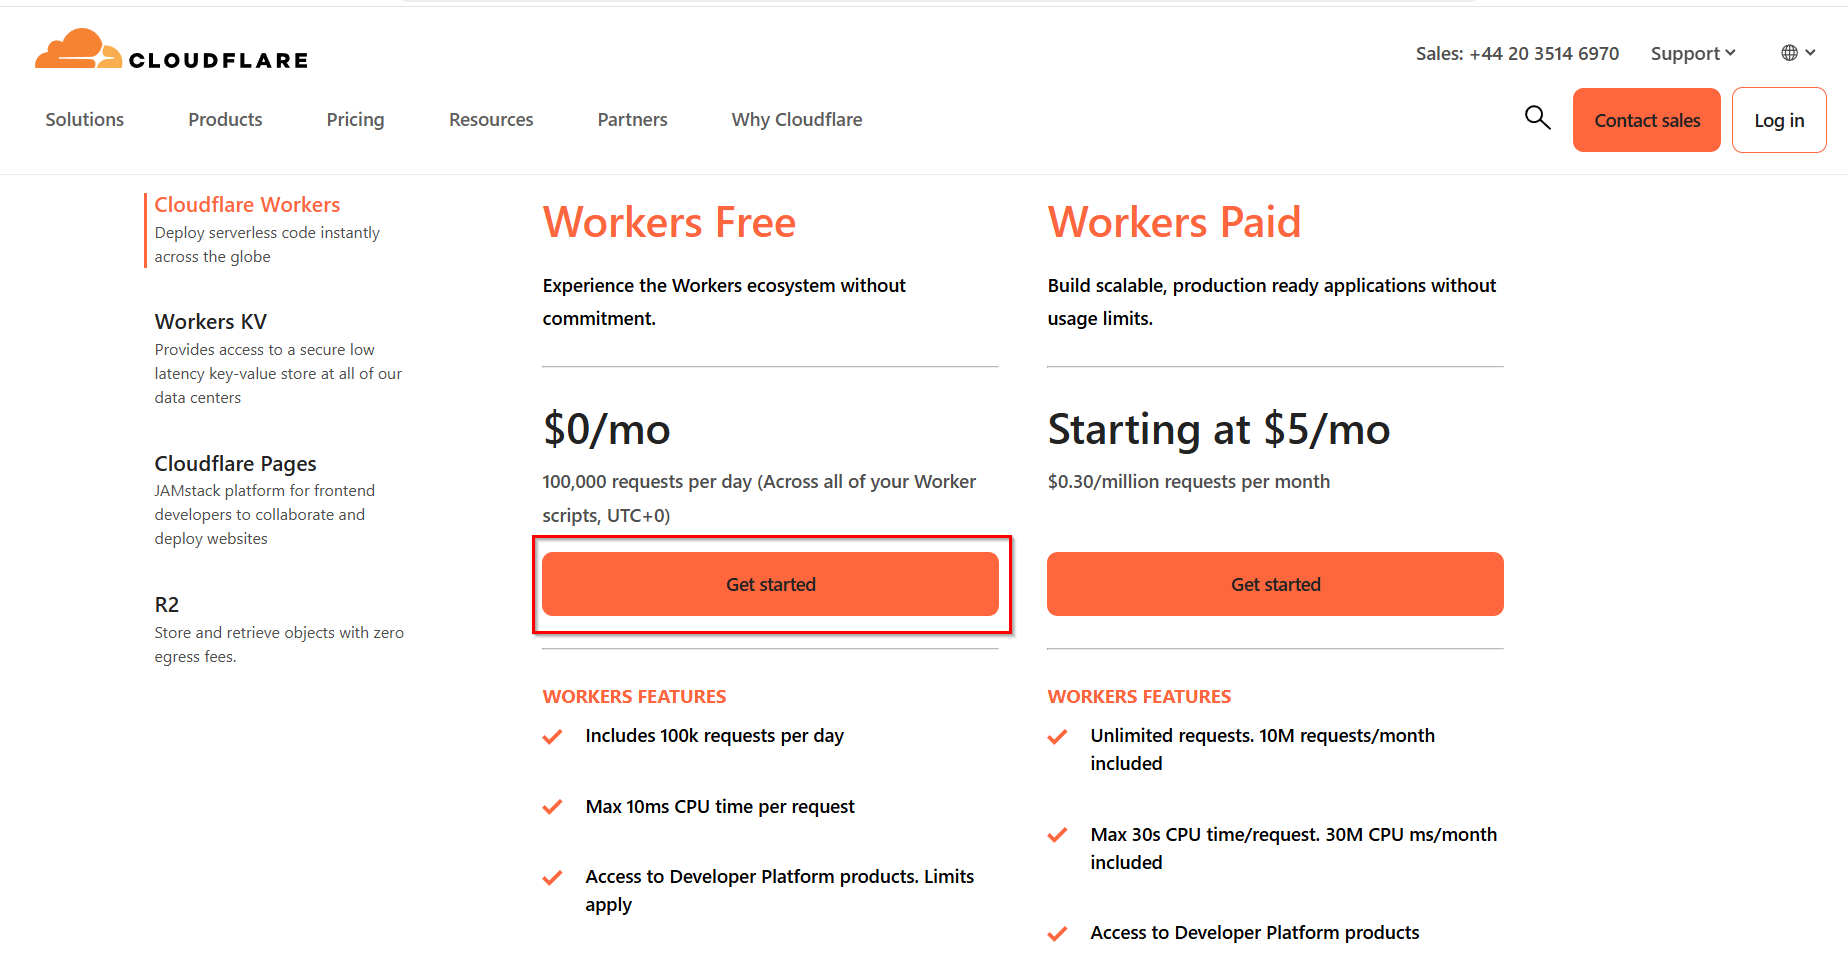 CLOUDFLARE
Sales: +44 20 3514 6970
Support
Solutions
Products
Pricing
Resources
Partners
Why Cloudflare
Contact sales
Log in
Cloudflare Workers
Deploy serverless code instantly
across the globe
Workers KV
Provides access to a secure low
latency key-value store at all of our
data centers
Cloudflare Pages
JAMstack platform for frontend
developers to collaborate and
deploy websites
R2
Store and retrieve objects with zero
egress fees.
Workers Free
Experience the Workers ecosystem without
commitment.
$0/mo
100,000 requests per day (Across all of your Worker
scripts, UTC+0)
Get started
WORKERS FEATURES
Includes 100k requests per day
Max 10ms CPU time per request
Access to Developer Platform products. Limits
apply
Workers Paid
Build scalable, production ready applications without
usage limits.
Starting at $5/mo
$0.30/million requests per month
Get started
WORKERS FEATURES
Unlimited requests. 10M requests/month
included
Max 30s CPU time/request. 30M CPU ms/month
included
Access to Developer Platform products